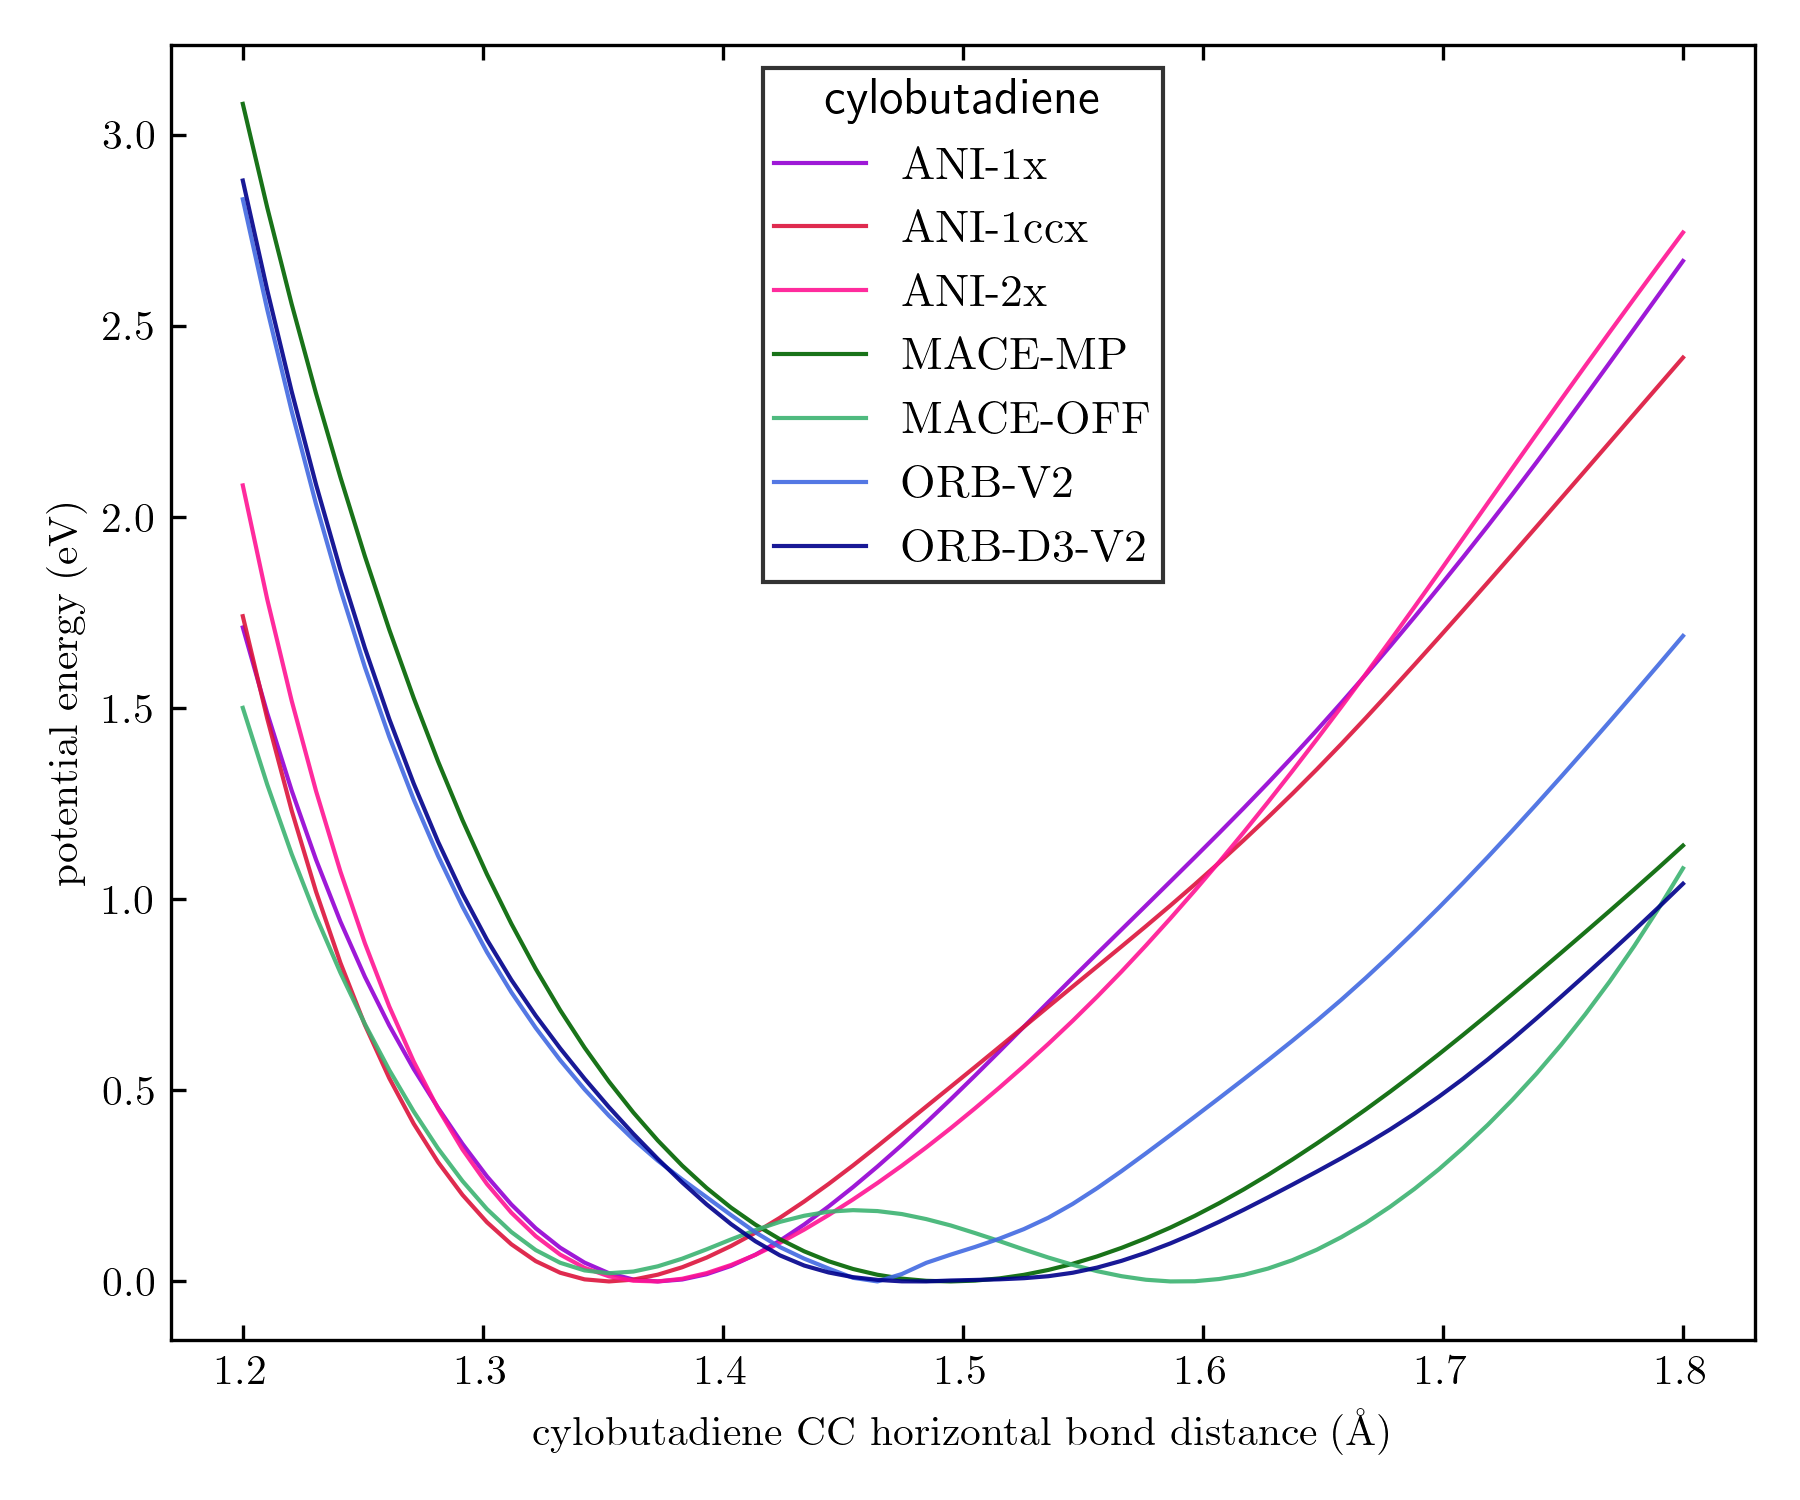 cylobutadiene
ANI-1x
ANI-1ccx
ANI-2x
MACE-MP
MACE-OFF
ORB-V2
ORB-D3-V2
potential energy (eV)
3.0
2.5
2.0
1.5
1.0
0.5
0.0
1.2 1.3 1.4 1.5 1.6 1.7 1.8
cylobutadiene CC horizontal bond distance (Å)